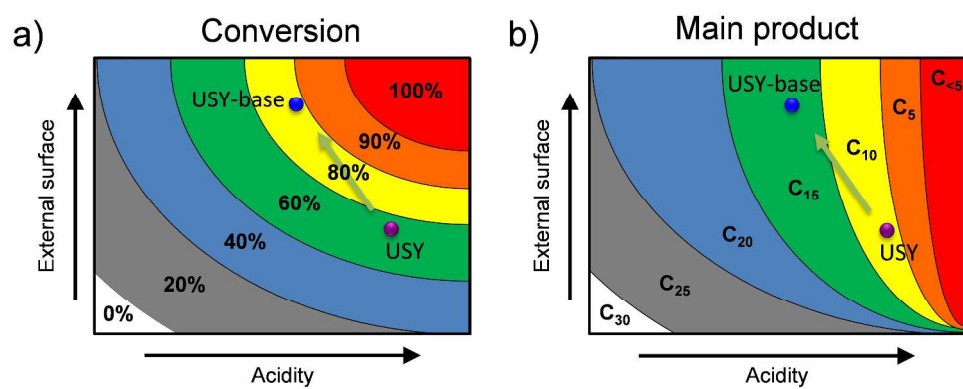 a)
Conversion
External surface
USY-base
100%
90%
80%
60%
USY
40%
20%
0%
Acidity
b)
Main product
External surface
USY-base
C<5
C5
C10
C15
USY
C20
C25
C30
Acidity